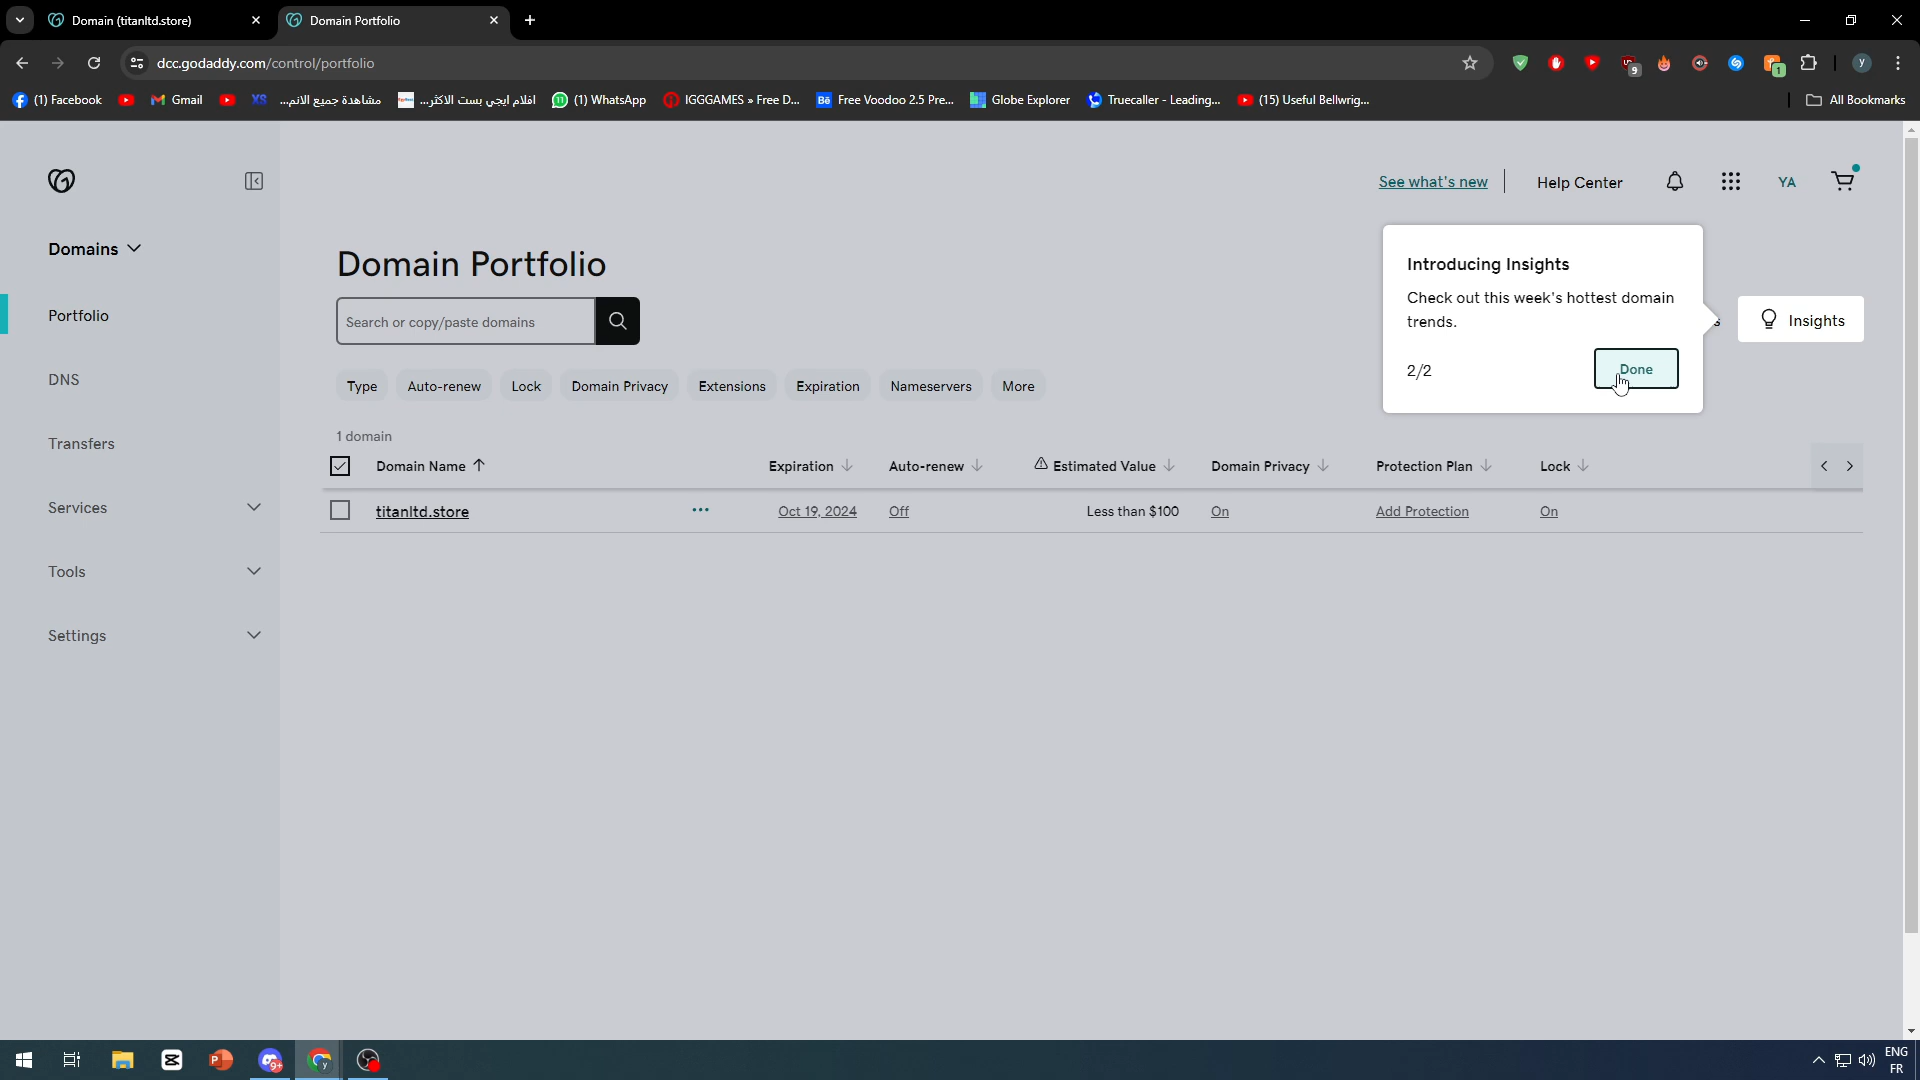 Domain (titanltd.store)
Domain Portfolio
dcc.godaddy.com/control/portfolio
9
1
y
(1) Facebook
Gmail
XS
مشاهدة جميع الانم...
افلام ايجي بست الاكثر...
(1) WhatsApp
IGGGAMES » Free D...
Bē
Free Voodoo 2.5 Pre...
Globe Explorer
Truecaller - Leading...
(15) Useful Bellwrig...
All Bookmarks
See what's new
Help Center
YA
Domains
Portfolio
DNS
Transfers
Services
Tools
Settings
Domain Portfolio
Search or copy/paste domains
Introducing Insights
Check out this week's hottest domain
trends.
2/2
Done
s
Insights
Type
Auto-renew
Lock
Domain Privacy
Extensions
Expiration
Nameservers
More
1 domain
Domain Name
Expiration
Auto-renew
Estimated Value
Domain Privacy
Protection Plan
Lock
titanltd.store
Oct 19, 2024
Off
Less than $100
On
Add Protection
On
9+
ENG
FR